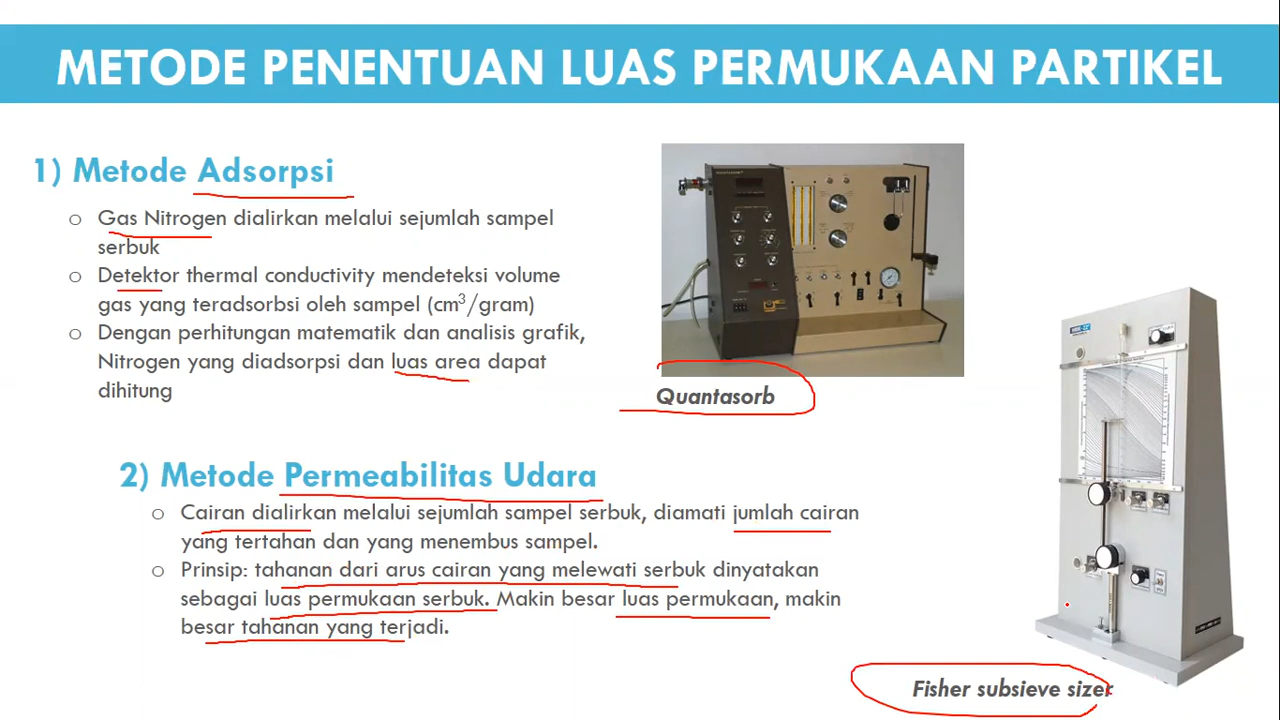 METODE PENENTUAN LUAS PERMUKAAN PARTIKEL
1) Metode Adsorpsi
○ Gas Nitrogen dialirkan melalui sejumlah sampel
serbuk
○ Detektor thermal conductivity mendeteksi volume
gas yang teradsorbsi oleh sampel (cm³/gram)
○ Dengan perhitungan matematik dan analisis grafik,
Nitrogen yang diadsorpsi dan luas area dapat
dihitung
Quantasorb
2) Metode Permeabilitas Udara
○ Cairan dialirkan melalui sejumlah sampel serbuk, diamati jumlah cairan
yang tertahan dan yang menembus sampel.
○ Prinsip: tahanan dari arus cairan yang melewati serbuk dinyatakan
sebagai luas permukaan serbuk. Makin besar luas permukaan, makin
besar tahanan yang terjadi.
Fisher subsieve sizer